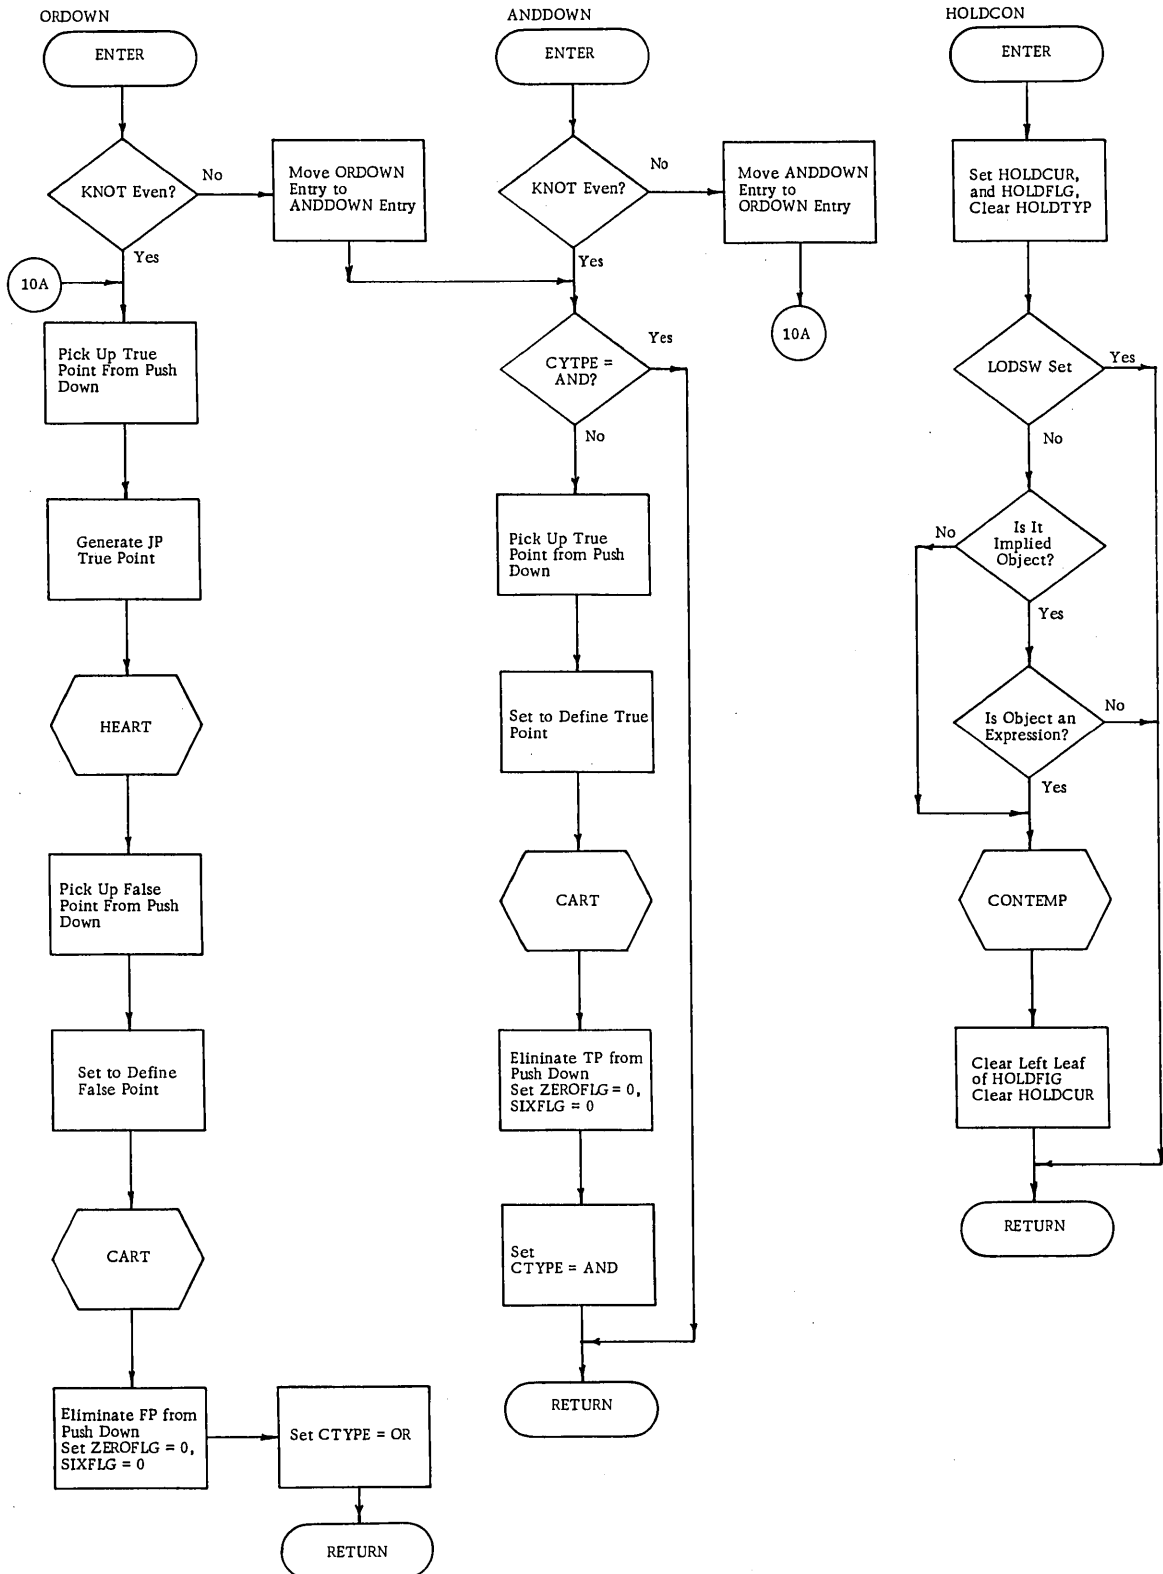 ORDOWN
ENTER
KNOT Even?
No
Move ORDOWN
Entry to
ANDDOWN Entry
Yes
10A
Pick Up True
Point From Push
Down
Generate JP
True Point
HEART
Pick Up False
Point From Push
Down
Set to Define
False Point
CART
Eliminate FP from
Push Down
Set ZEROFLG = 0,
SIXFLG = 0
Set CTYPE = OR
RETURN
ANDDOWN
ENTER
KNOT Even?
No
Move ANDDOWN
Entry to
ORDOWN Entry
10A
Yes
CYTPE =
AND?
Yes
No
Pick Up True
Point from Push
Down
Set to Define True
Point
CART
Elininate TP from
Push Down
Set ZEROFLG = 0,
SIXFLG = 0
Set
CTYPE = AND
RETURN
HOLDCON
ENTER
Set HOLDCUR,
and HOLDFLG,
Clear HOLDTYP
LODSW Set
Yes
No
Is It
Implied
Object?
No
Yes
Is Object an
Expression?
No
Yes
CONTEMP
Clear Left Leaf
of HOLDFIG
Clear HOLDCUR
RETURN